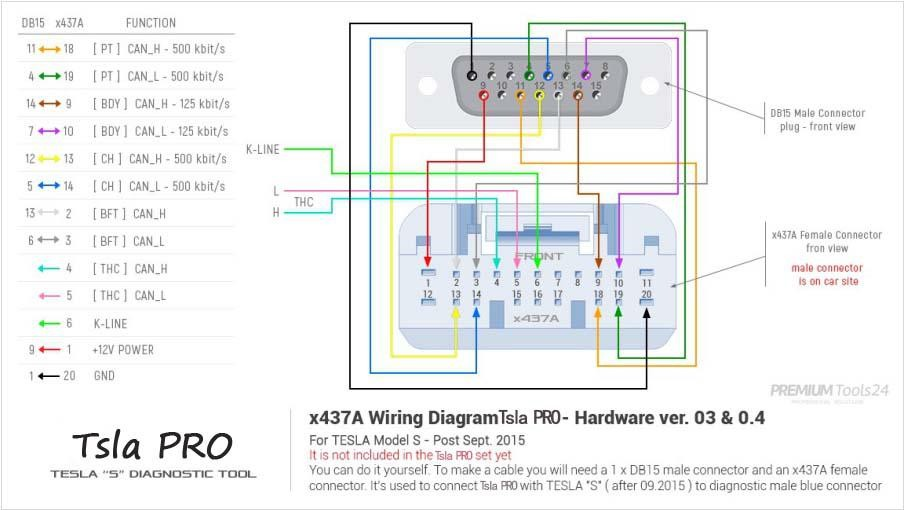 DB15 x437A FUNCTION
11 18 [ PT ] CAN_H - 500 kbit/s
4 19 [ PT ] CAN_L - 500 kbit/s
14 9 [ BDY ] CAN_H - 125 kbit/s
7 10 [ BDY ] CAN_L - 125 kbit/s
12 13 [ CH ] CAN_H - 500 kbit/s
5 14 [ CH ] CAN_L - 500 kbit/s
13 2 [ BFT ] CAN_H
6 3 [ BFT ] CAN_L
4 [ THC ] CAN_H
5 [ THC ] CAN_L
6 K-LINE
9 1 +12V POWER
1 20 GND
1 2 3 4 5 6 7 8
9 10 11 12 13 14 15
DB15 Male Connector
plug - front view
K-LINE
L
THC
H
x437A Female Connector
fron view
male connector
is on car site
FRONT
1 2 3 4 5 6 7 8 9 10 11
12 13 14 15 16 17 18 19 20
x437A
PREMIUMTools24
PROFESSIONAL SOLUTIONS
Tsla PRO
TESLA "S" DIAGNOSTIC TOOL
x437A Wiring DiagramTsla PRO- Hardware ver. 03 & 0.4
For TESLA Model S - Post Sept. 2015
It is not included in the Tsla PRO set yet
You can do it yourself. To make a cable you will need a 1 x DB15 male connector and an x437A female
connector. It's used to connect Tsla PRO with TESLA "S" ( after 09.2015 ) to diagnostic male blue connector